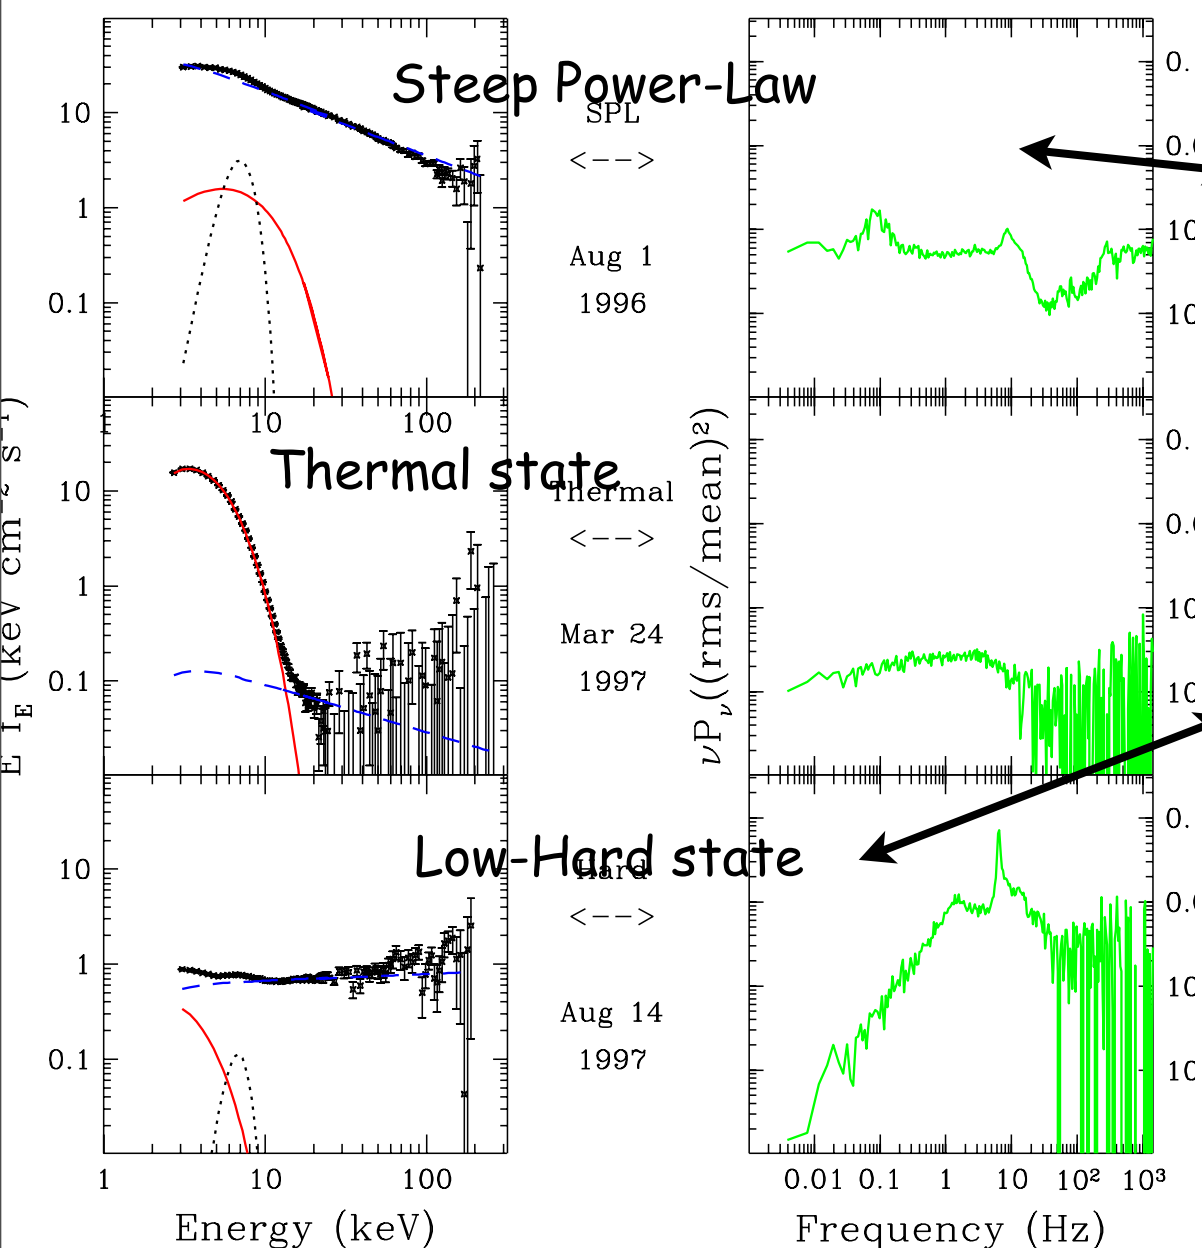 Steep Power-Law
SPL
<-->
Aug 1
1996
10
1
0.1
1 10 100
Thermal state
Thermal
<-->
Mar 24
1997
10
1
0.1
Low-Hard state
Hard
<-->
Aug 14
1997
10
1
0.1
1 10 100
Energy (keV)
E f_E (keV cm⁻² s⁻¹)
νP_ν((rms/mean)²)
0.01 0.1 1 10 10² 10³
Frequency (Hz)